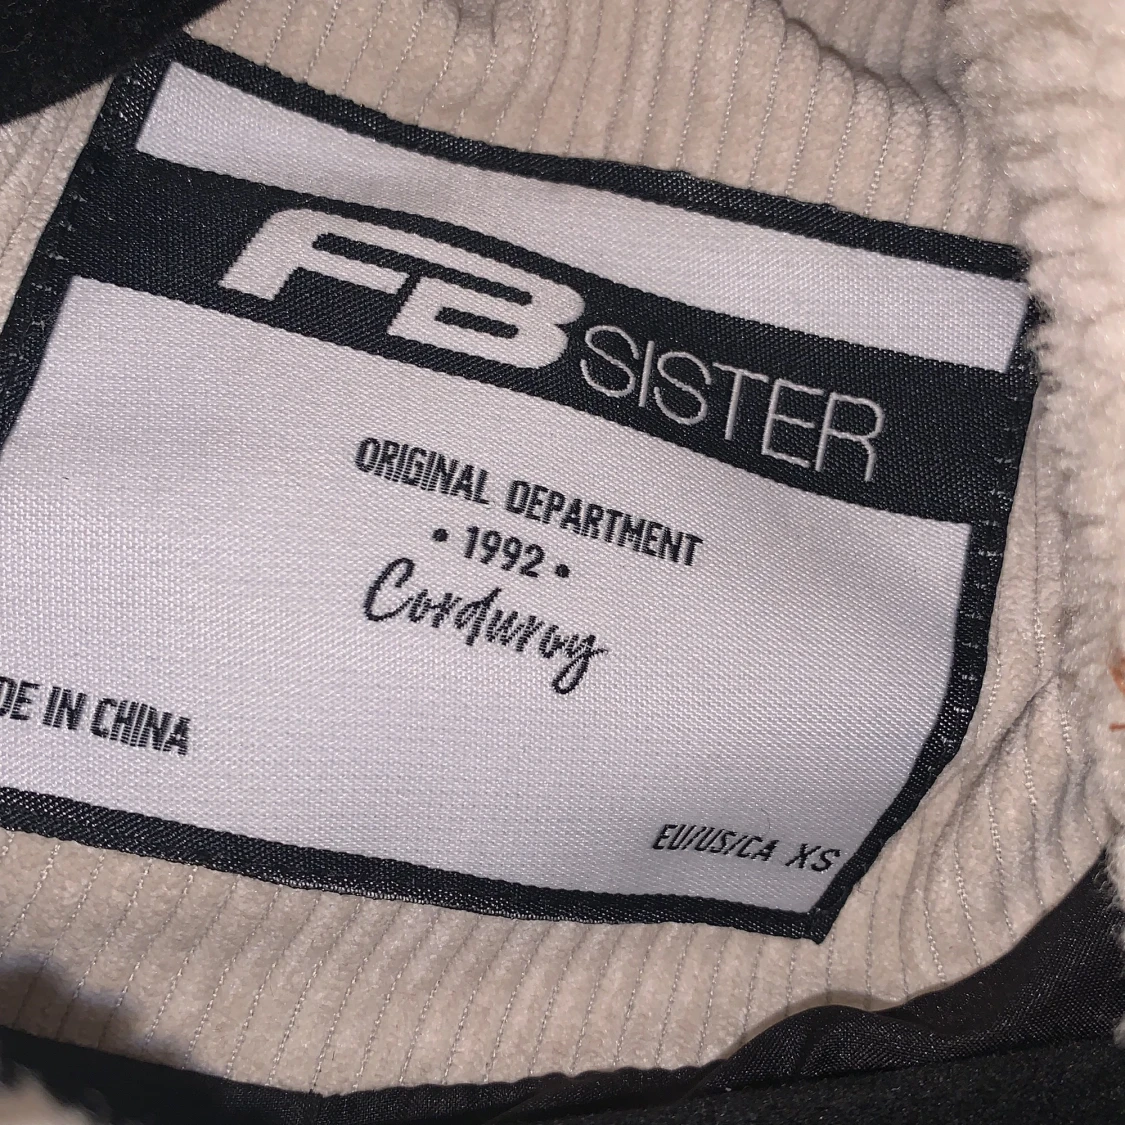 FB SISTER
ORIGINAL DEPARTMENT
• 1992 •
Corduroy
DE IN CHINA
EU/US/CA XS